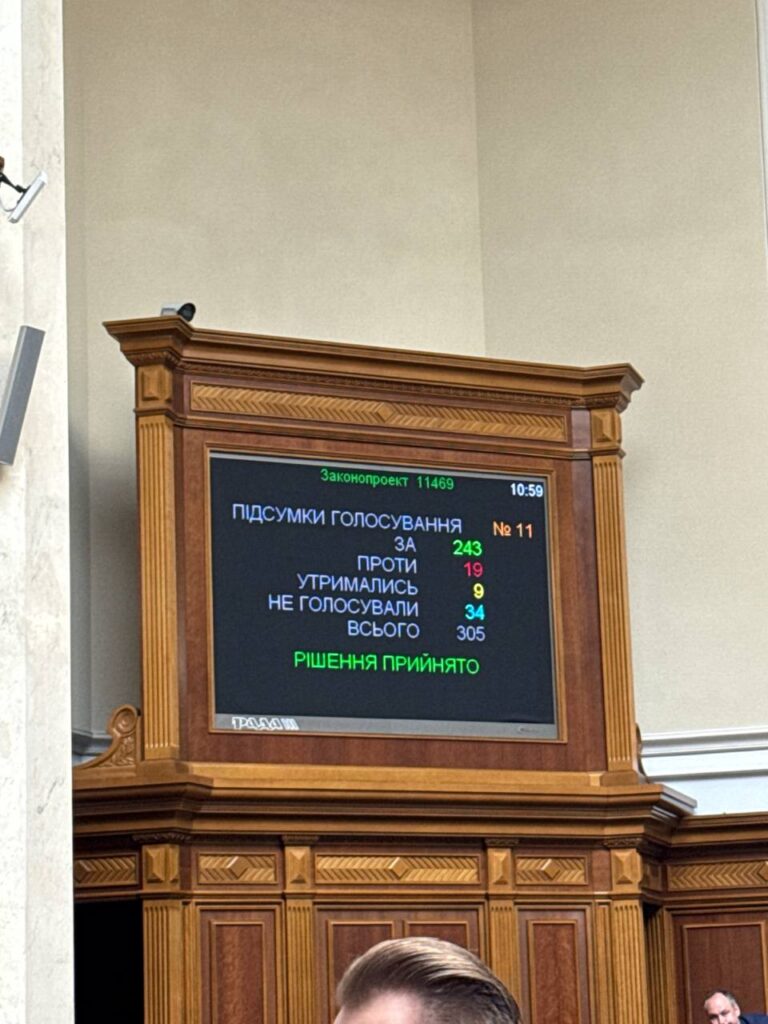 Законопроект 11469
10:59
ПІДСУМКИ ГОЛОСУВАННЯ № 11
ЗА 243
ПРОТИ 19
УТРИМАЛИСЬ 9
НЕ ГОЛОСУВАЛИ 34
ВСЬОГО 305
РІШЕННЯ ПРИЙНЯТО
РАДА